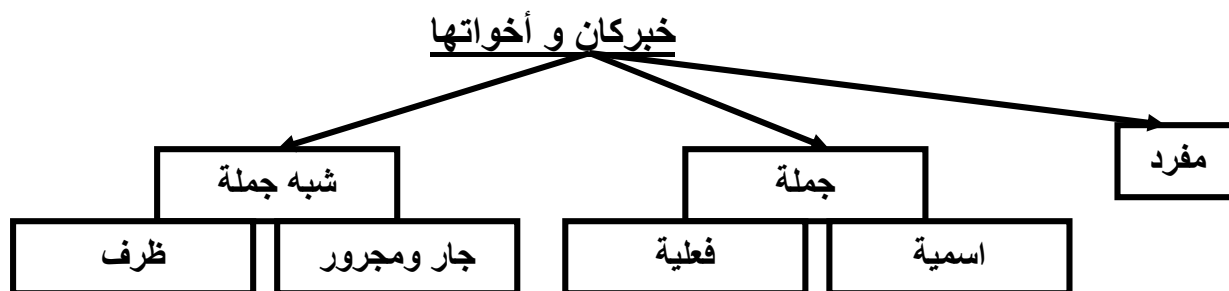 خبركان و أخواتها
مفرد
جملة
شبه جملة
اسمية
فعلية
جار ومجرور
ظرف